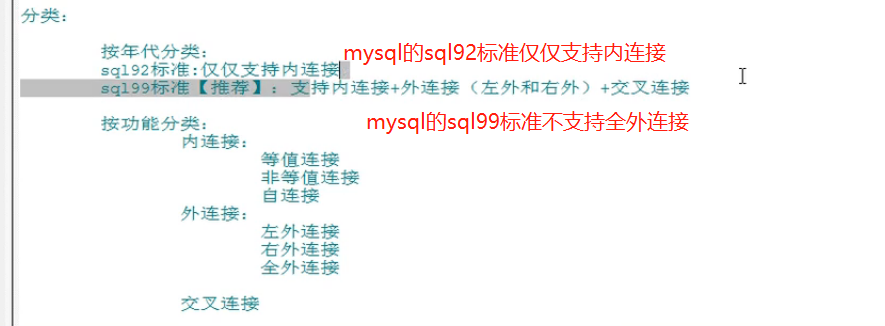 分类：
按年代分类：
mysql的sql92标准仅仅支持内连接
sql92标准:仅仅支持内连接
sql99标准【推荐】：支持内连接+外连接（左外和右外）+交叉连接
按功能分类：
mysql的sql99标准不支持全外连接
内连接：
等值连接
非等值连接
自连接
外连接：
左外连接
右外连接
全外连接
交叉连接